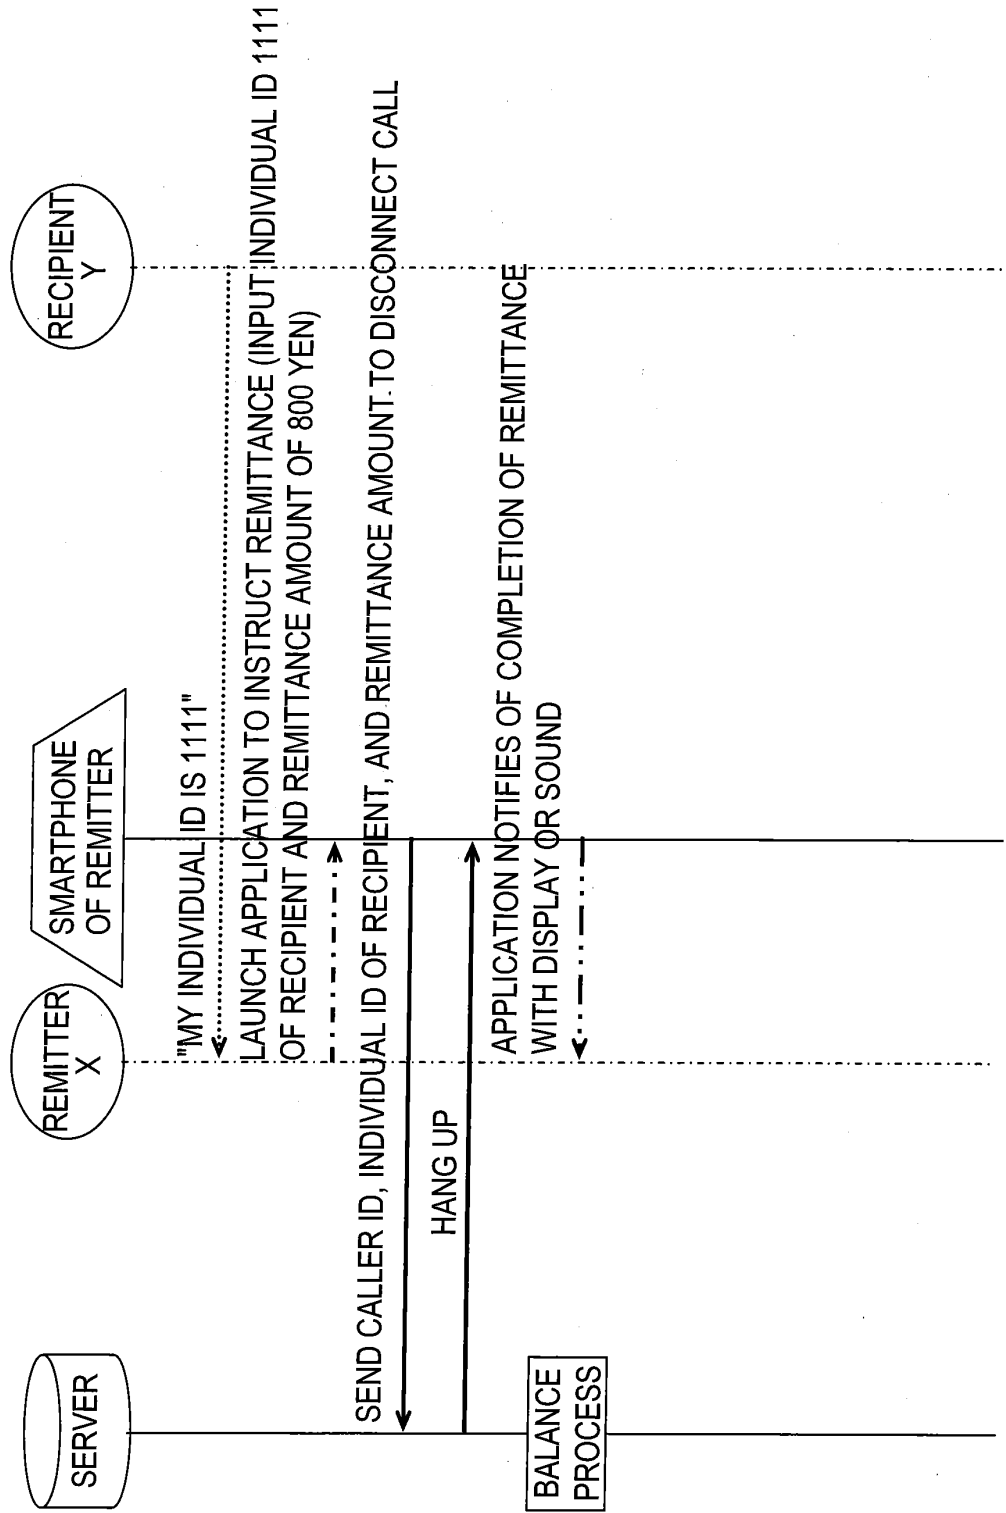 SERVER
REMITTER
X
SMARTPHONE
OF REMITTER
RECIPIENT
Y
"MY INDIVIDUAL ID IS 1111"
LAUNCH APPLICATION TO INSTRUCT REMITTANCE (INPUT INDIVIDUAL ID 1111
OF RECIPIENT AND REMITTANCE AMOUNT OF 800 YEN)
SEND CALLER ID, INDIVIDUAL ID OF RECIPIENT, AND REMITTANCE AMOUNT TO DISCONNECT CALL
HANG UP
APPLICATION NOTIFIES OF COMPLETION OF REMITTANCE
WITH DISPLAY OR SOUND
BALANCE
PROCESS